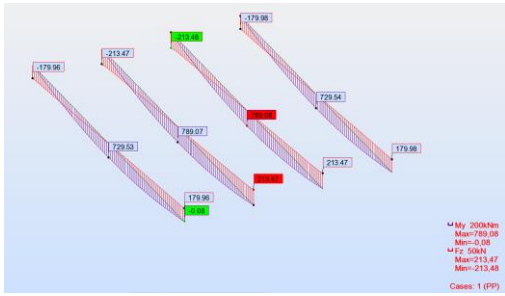 -179.98
-213.48
-213.47
-179.96
789.08
729.54
789.07
729.53
179.98
213.47
213.47
179.96
-0.08
My 200kNm
Max=789,08
Min=-0,08
Fz 50kN
Max=213,47
Min=-213,48
Cases: 1 (PP)